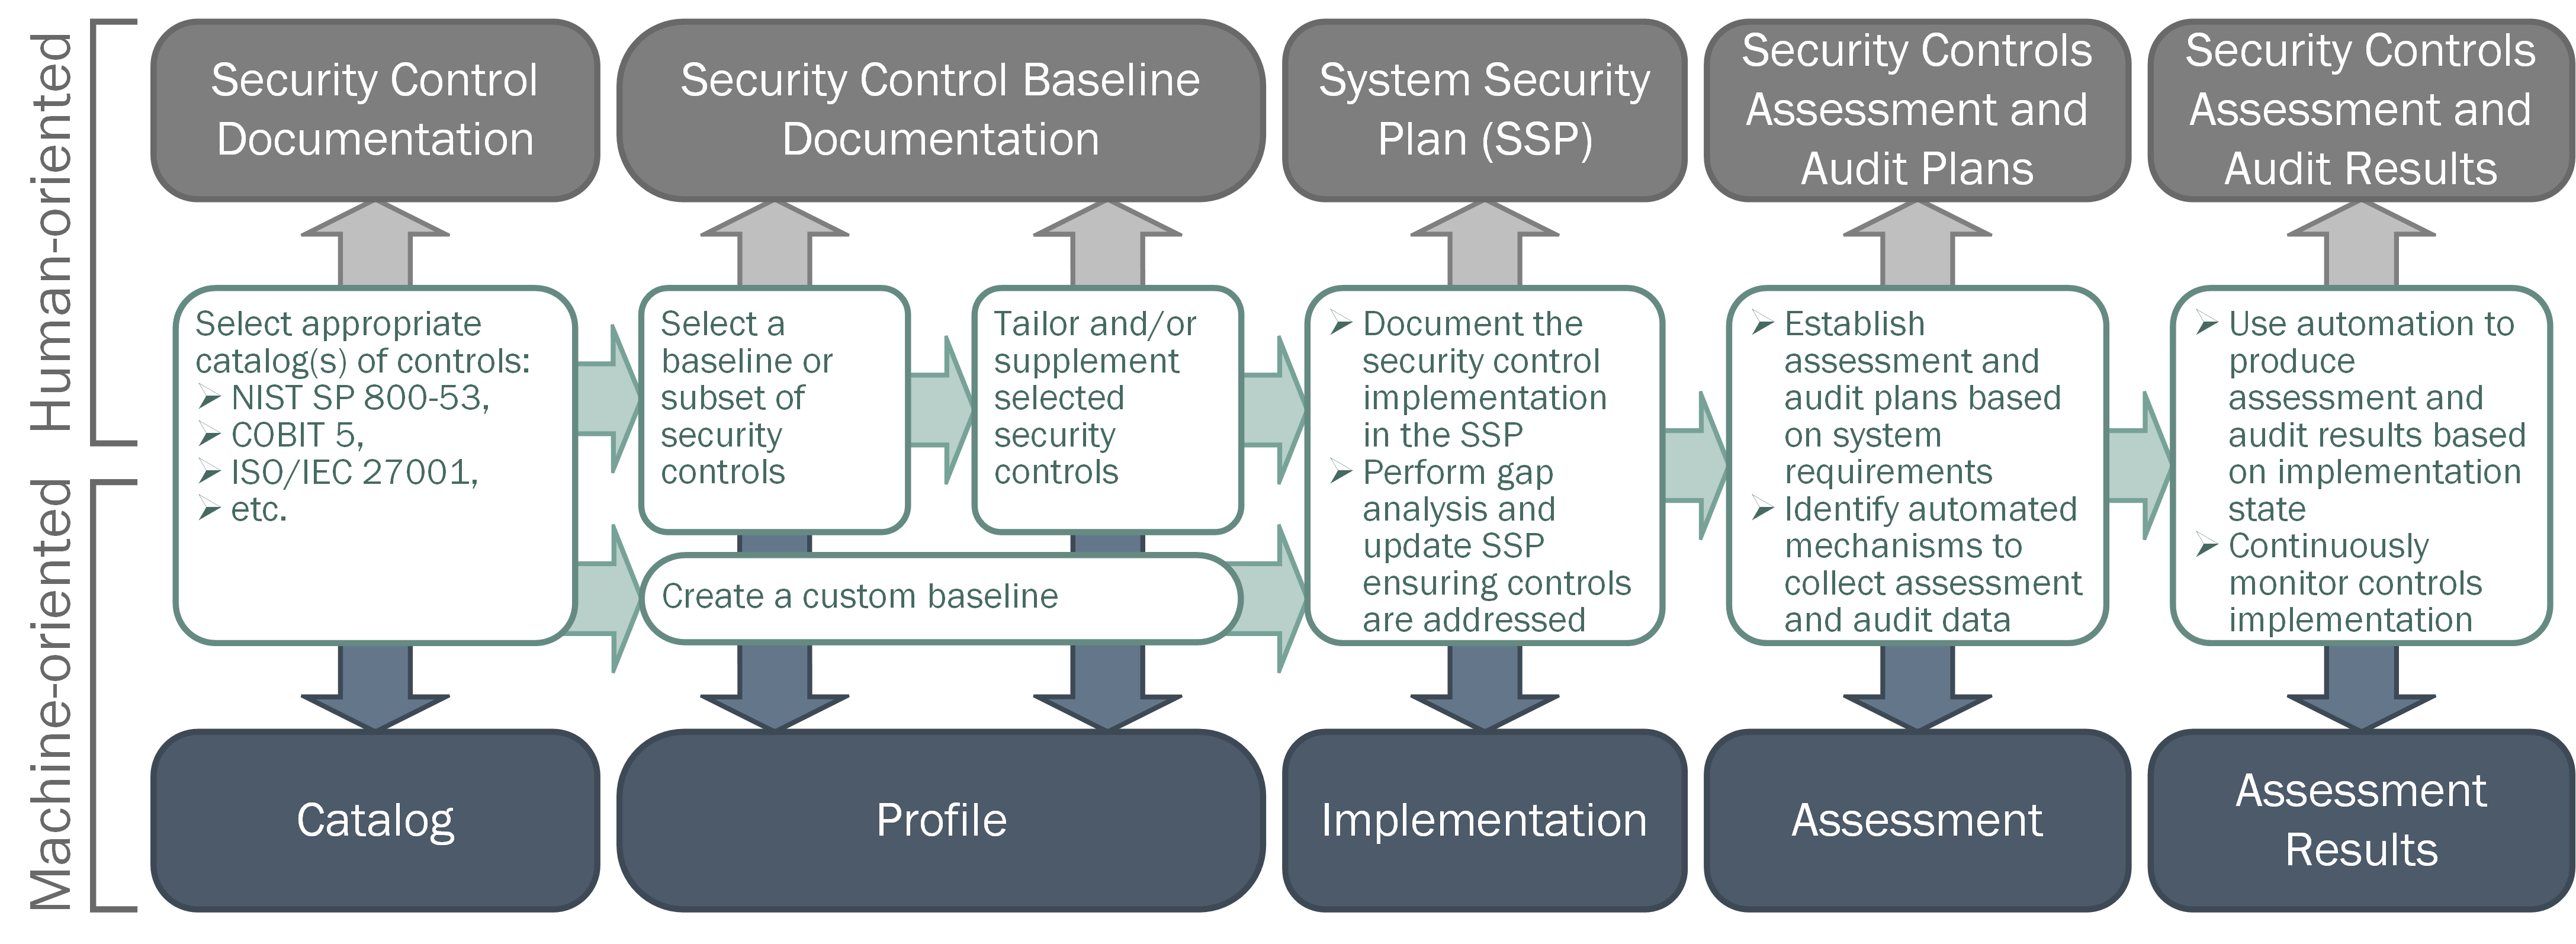 Human-oriented
Security Control
Documentation
Security Control Baseline
Documentation
System Security
Plan (SSP)
Security Controls
Assessment and
Audit Plans
Security Controls
Assessment and
Audit Results
Select appropriate
catalog(s) of controls:
➢ NIST SP 800-53,
➢ COBIT 5,
➢ ISO/IEC 27001,
➢ etc.
Select a
baseline or
subset of
security
controls
Tailor and/or
supplement
selected
security
controls
Create a custom baseline
➢ Document the
security control
implementation
in the SSP
➢ Perform gap
analysis and
update SSP
ensuring controls
are addressed
➢ Establish
assessment and
audit plans based
on system
requirements
➢ Identify automated
mechanisms to
collect assessment
and audit data
➢ Use automation to
produce
assessment and
audit results based
on implementation
state
➢ Continuously
monitor controls
implementation
Machine-oriented
Catalog
Profile
Implementation
Assessment
Assessment
Results